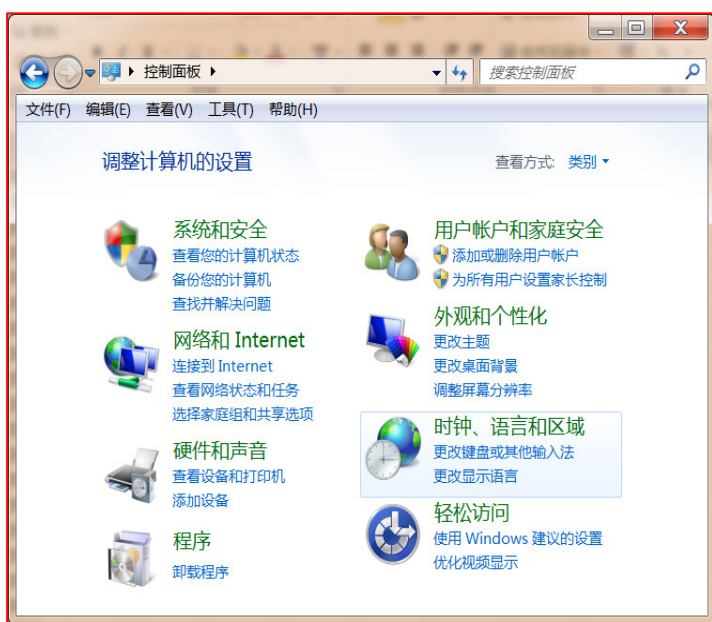 控制面板
搜索控制面板
文件(F) 编辑(E) 查看(V) 工具(T) 帮助(H)
调整计算机的设置
查看方式: 类别
系统和安全
查看您的计算机状态
备份您的计算机
查找并解决问题
网络和 Internet
连接到 Internet
查看网络状态和任务
选择家庭组和共享选项
硬件和声音
查看设备和打印机
添加设备
程序
卸载程序
用户帐户和家庭安全
添加或删除用户帐户
为所有用户设置家长控制
外观和个性化
更改主题
更改桌面背景
调整屏幕分辨率
时钟、语言和区域
更改键盘或其他输入法
更改显示语言
轻松访问
使用 Windows 建议的设置
优化视频显示